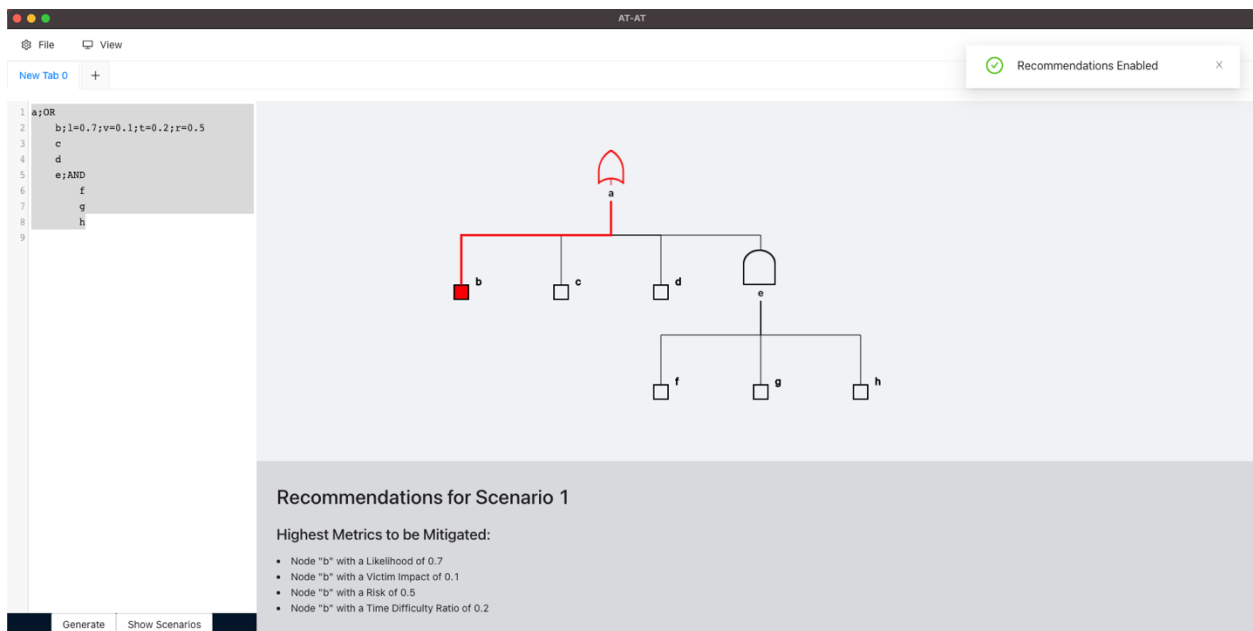 AT-AT
File View
Recommendations Enabled X
New Tab 0 +
1 a;OR
2 b;l=0.7;v=0.1;t=0.2;r=0.5
3 c
4 d
5 e;AND
6 f
7 g
8 h
9
a
b c d
e
f g h
Recommendations for Scenario 1
Highest Metrics to be Mitigated:
• Node "b" with a Likelihood of 0.7
• Node "b" with a Victim Impact of 0.1
• Node "b" with a Risk of 0.5
• Node "b" with a Time Difficulty Ratio of 0.2
Generate Show Scenarios